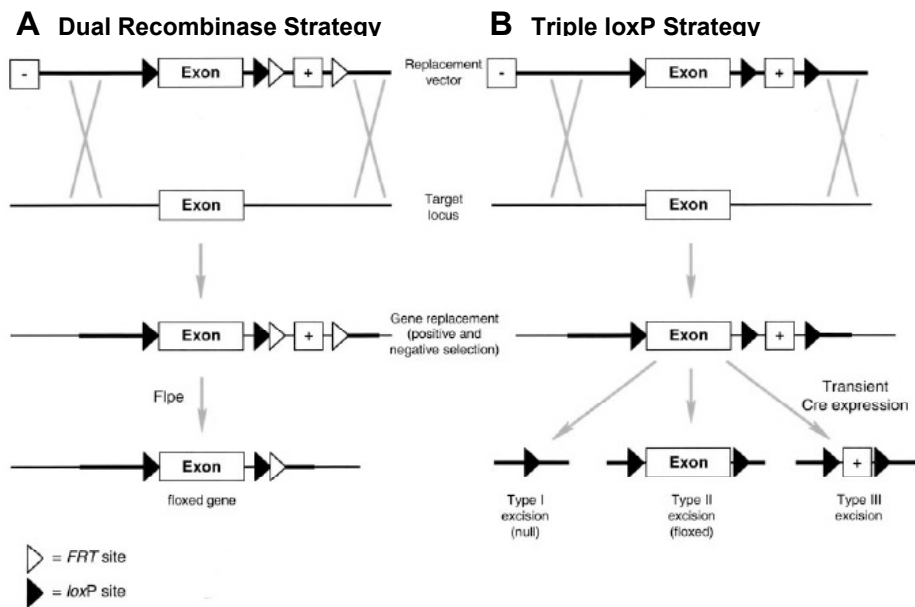 A Dual Recombinase Strategy
B Triple loxP Strategy
- Exon +
Replacement
vector
- Exon +
Exon
Target
locus
Exon
Exon +
Gene replacement
(positive and
negative selection)
Exon +
Flpe
Transient
Cre expression
Exon
floxed gene
Exon
+
Type I
excision
(null)
Type II
excision
(floxed)
Type III
excision
= FRT site
= loxP site